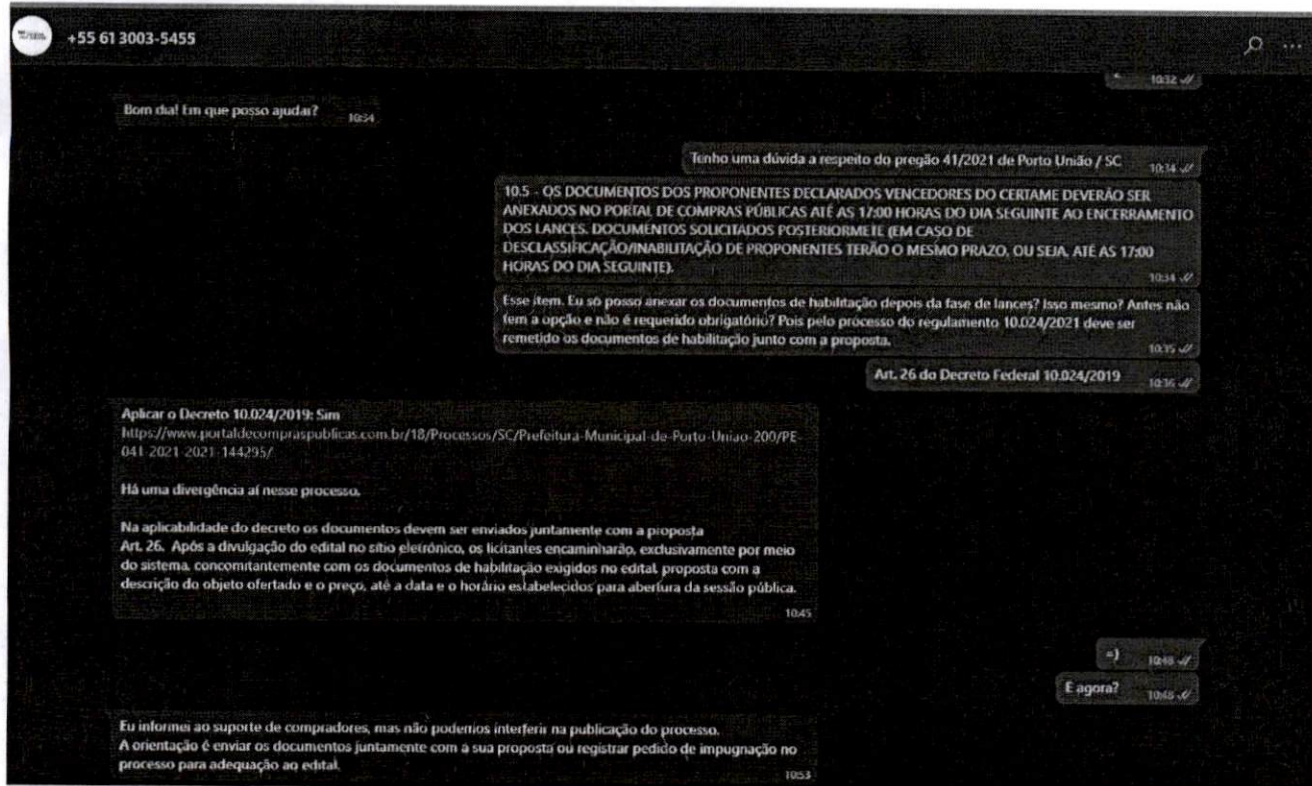 +55 61 3003-5455
10:32
Bom dia! Em que posso ajudar?
10:34
Tenho uma dúvida a respeito do pregão 41/2021 de Porto União / SC
10:34
10.5 - OS DOCUMENTOS DOS PROPONENTES DECLARADOS VENCEDORES DO CERTAME DEVERÃO SER
ANEXADOS NO PORTAL DE COMPRAS PÚBLICAS ATÉ AS 17:00 HORAS DO DIA SEGUINTE AO ENCERRAMENTO
DOS LANCES. DOCUMENTOS SOLICITADOS POSTERIORMETE (EM CASO DE
DESCLASSIFICAÇÃO/INABILITAÇÃO DE PROPONENTES TERÃO O MESMO PRAZO, OU SEJA, ATÉ AS 17:00
HORAS DO DIA SEGUINTE).
10:34
Esse item. Eu só posso anexar os documentos de habilitação depois da fase de lances? Isso mesmo? Antes não
tem a opção e não é requerido obrigatório? Pois pelo processo do regulamento 10.024/2021 deve ser
remetido os documentos de habilitação junto com a proposta.
10:35
Art. 26 do Decreto Federal 10.024/2019
10:36
Aplicar o Decreto 10.024/2019: Sim
https://www.portaldecompraspublicas.com.br/18/Processos/SC/Prefeitura-Municipal-de-Porto-Uniao-200/PE-
041-2021-2021-144295/
Há uma divergência aí nesse processo.
Na aplicabilidade do decreto os documentos devem ser enviados juntamente com a proposta
Art. 26. Após a divulgação do edital no sítio eletrônico, os licitantes encaminharão, exclusivamente por meio
do sistema, concomitantemente com os documentos de habilitação exigidos no edital, proposta com a
descrição do objeto ofertado e o preço, até a data e o horário estabelecidos para abertura da sessão pública.
10:45
=)
10:48
E agora?
10:48
Eu informei ao suporte de compradores, mas não podemos interferir na publicação do processo.
A orientação é enviar os documentos juntamente com a sua proposta ou registrar pedido de impugnação no
processo para adequação ao edital.
10:53